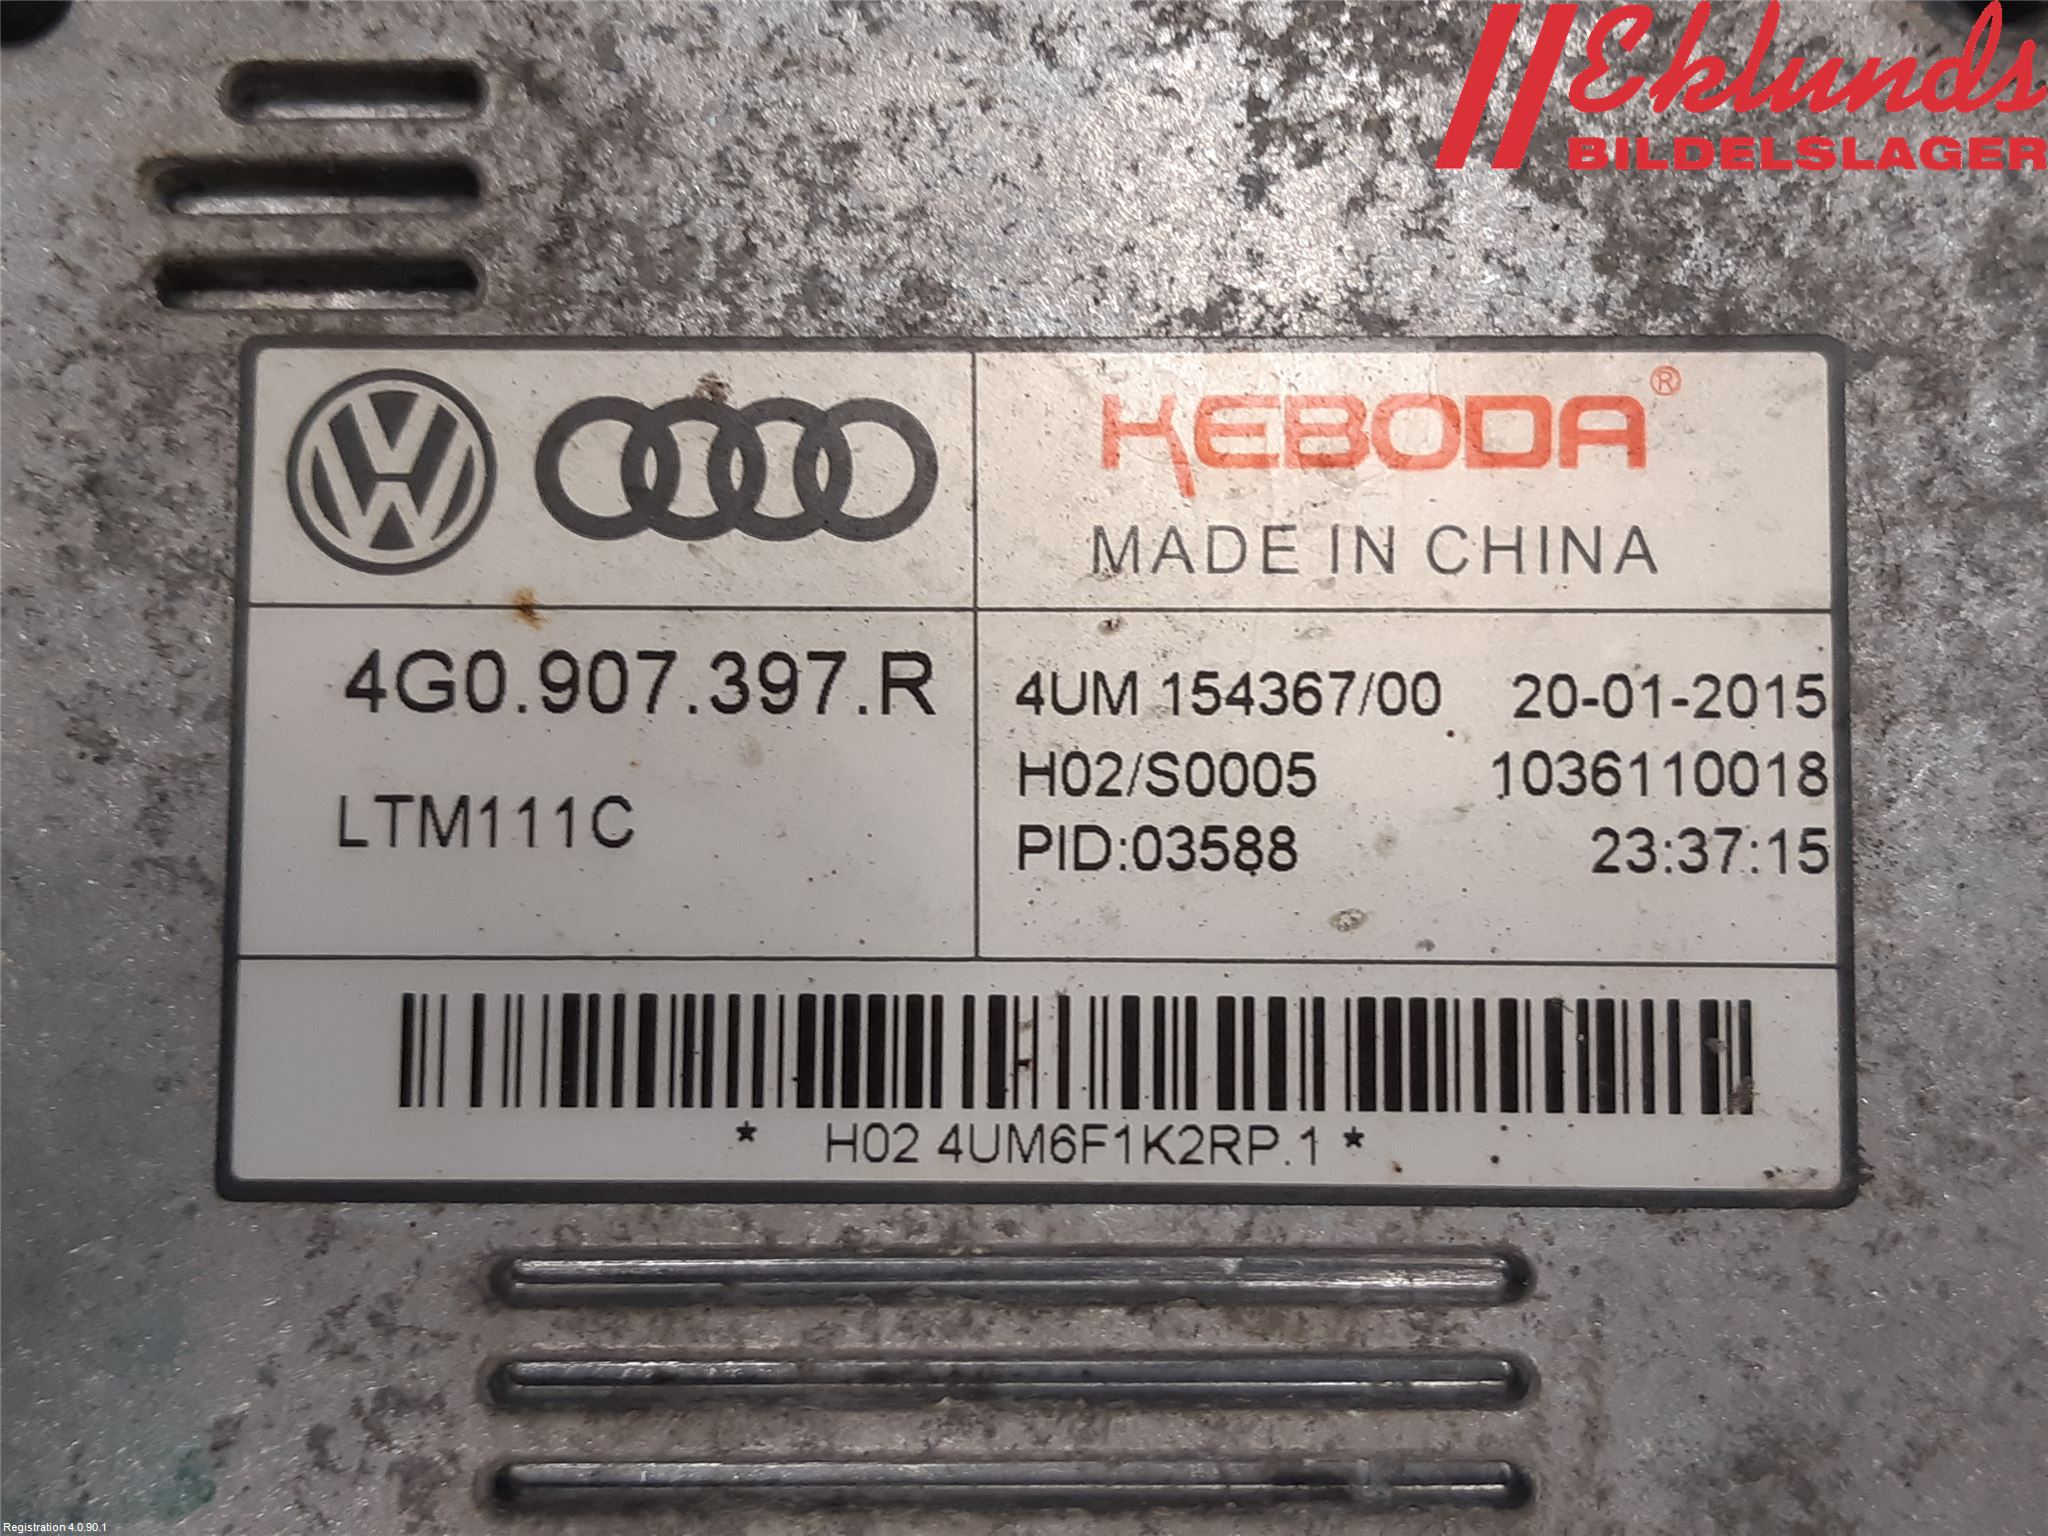 Eklunds
BILDELSLAGER
KEBODA®
MADE IN CHINA
4G0.907.397.R
LTM111C
4UM 154367/00 20-01-2015
H02/S0005 1036110018
PID:03588 23:37:15
* H02 4UM6F1K2RP.1 *
Registration 4.0.90.1